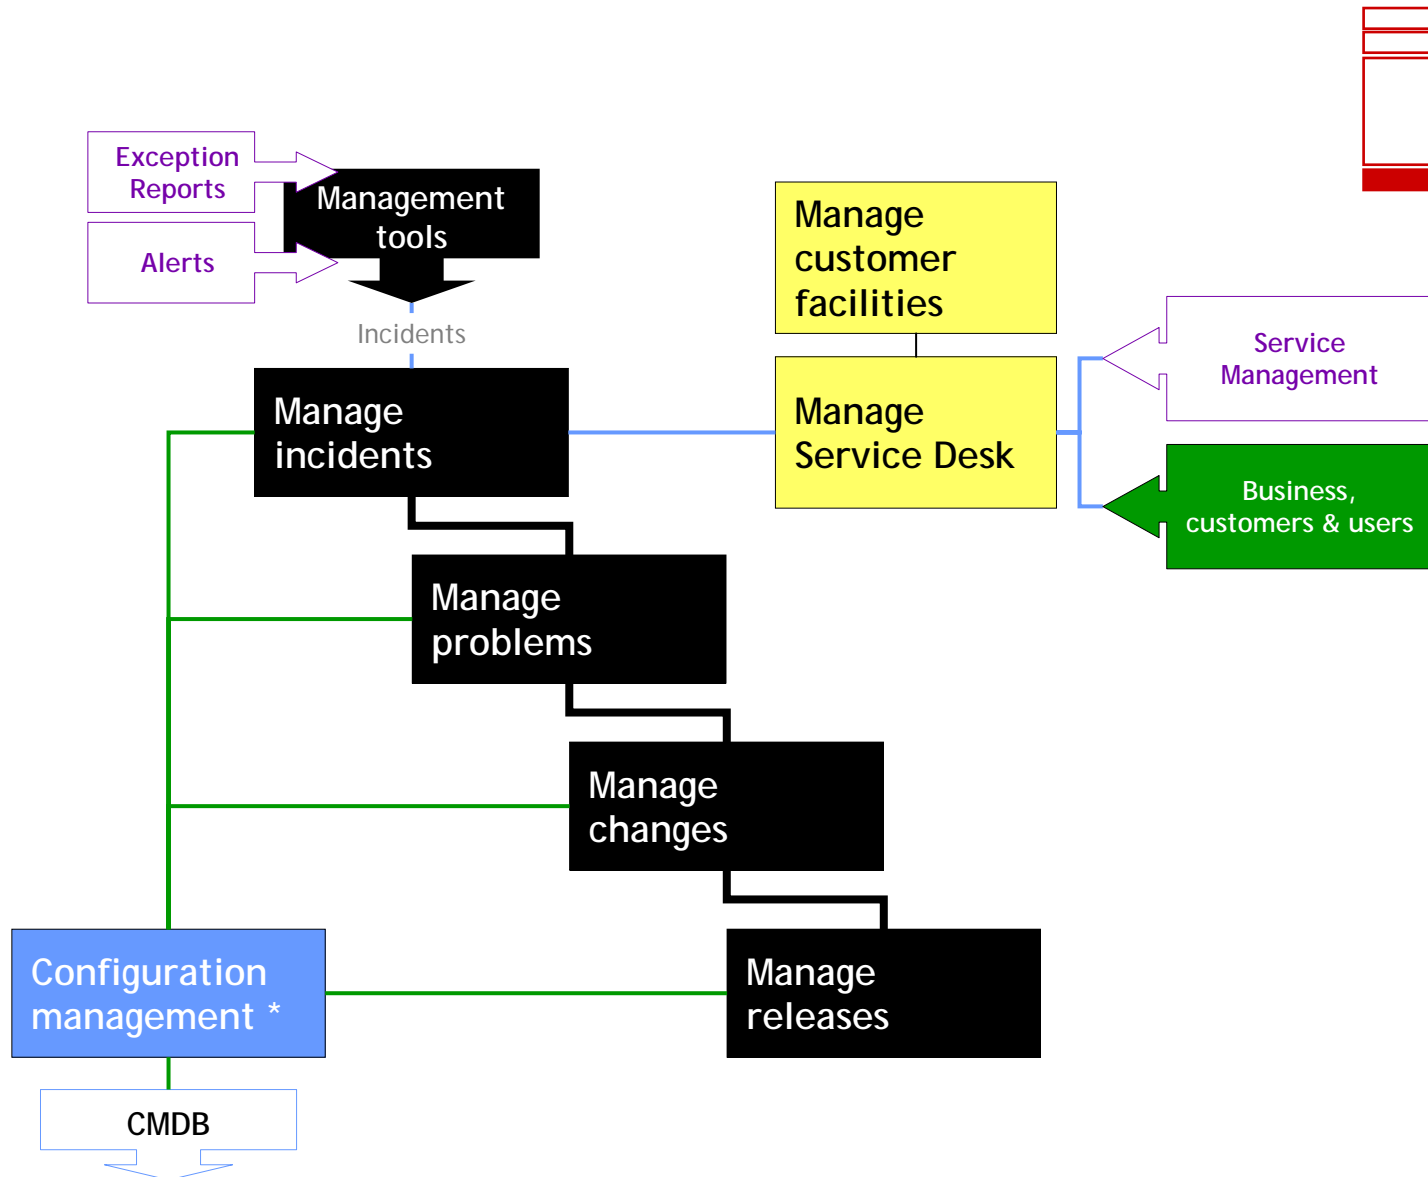 Exception
Reports
Management
tools
Alerts
Incidents
Manage
customer
facilities
Service
Management
Manage
incidents
Manage
Service Desk
Business,
customers & users
Manage
problems
Manage
changes
Configuration
management *
Manage
releases
CMDB